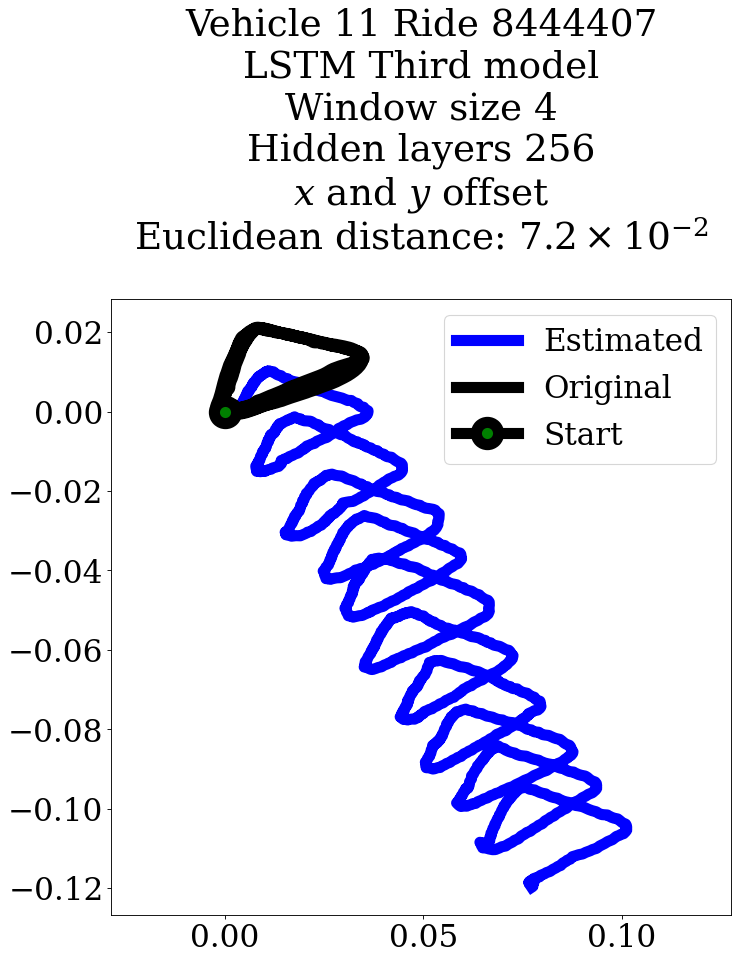 Vehicle 11 Ride 8444407
LSTM Third model
Window size 4
Hidden layers 256
x and y offset
Euclidean distance: 7.2 × 10⁻²
Estimated
Original
Start
0.02
0.00
−0.02
−0.04
−0.06
−0.08
−0.10
−0.12
0.00 0.05 0.10